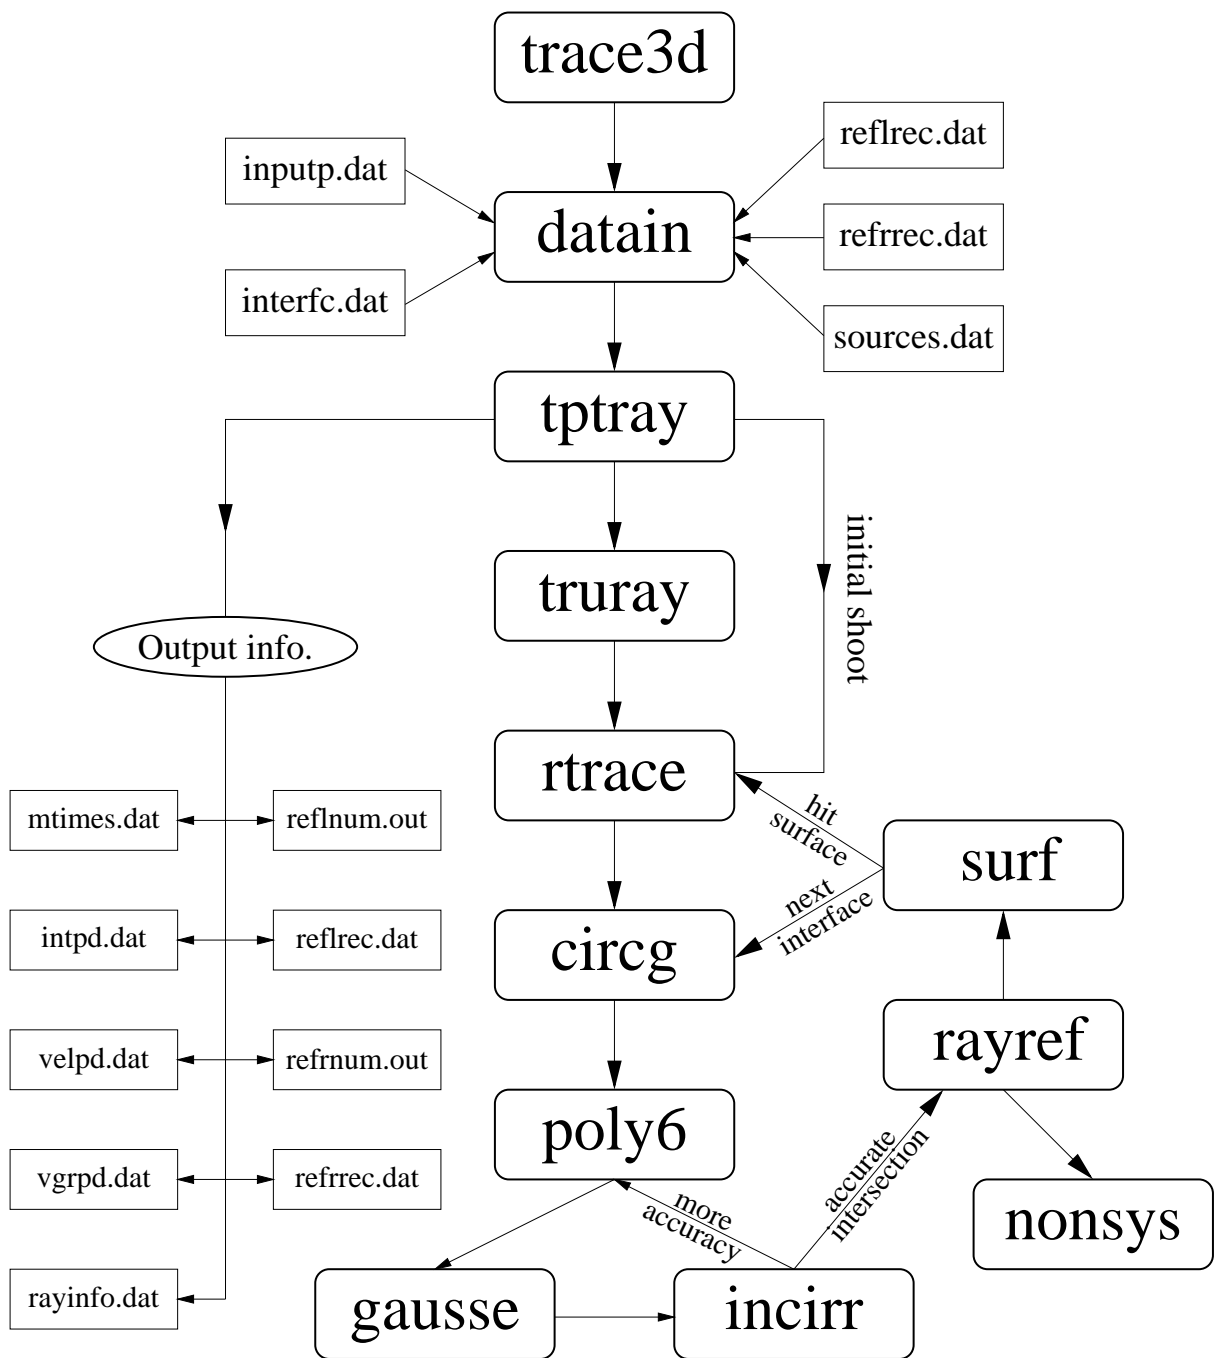 trace3d
inputp.dat
reflrec.dat
datain
refrrec.dat
interfc.dat
sources.dat
tptray
initial shoot
truray
Output info.
rtrace
mtimes.dat
reflnum.out
hit
surface
surf
next
interface
intpd.dat
reflrec.dat
circg
velpd.dat
refrnum.out
rayref
poly6
accurate
intersection
vgrpd.dat
refrrec.dat
more
accuracy
nonsys
rayinfo.dat
gausse
incirr